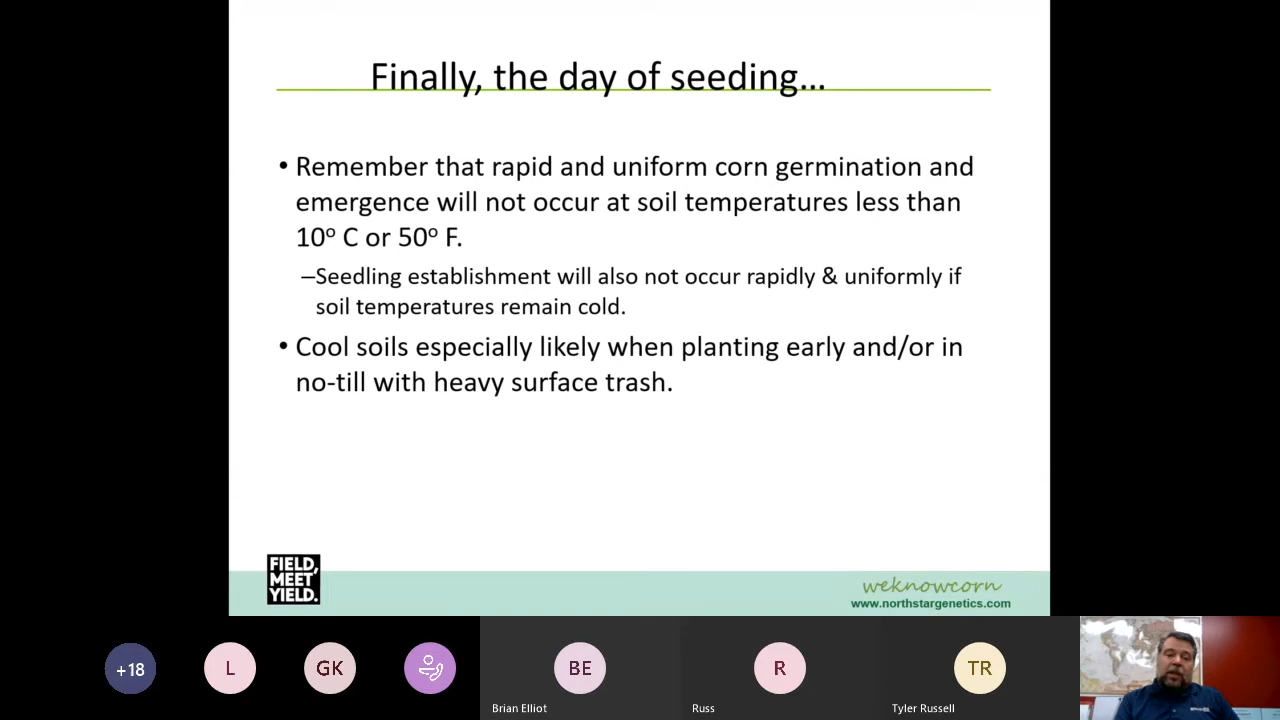 Finally, the day of seeding...
• Remember that rapid and uniform corn germination and
emergence will not occur at soil temperatures less than
10º C or 50º F.
–Seedling establishment will also not occur rapidly & uniformly if
soil temperatures remain cold.
• Cool soils especially likely when planting early and/or in
no-till with heavy surface trash.
FIELD,
MEET
YIELD.
weknowcorn
www.northstargenetics.com
+18
L
GK
BE
R
TR
Brian Elliot
Russ
Tyler Russell